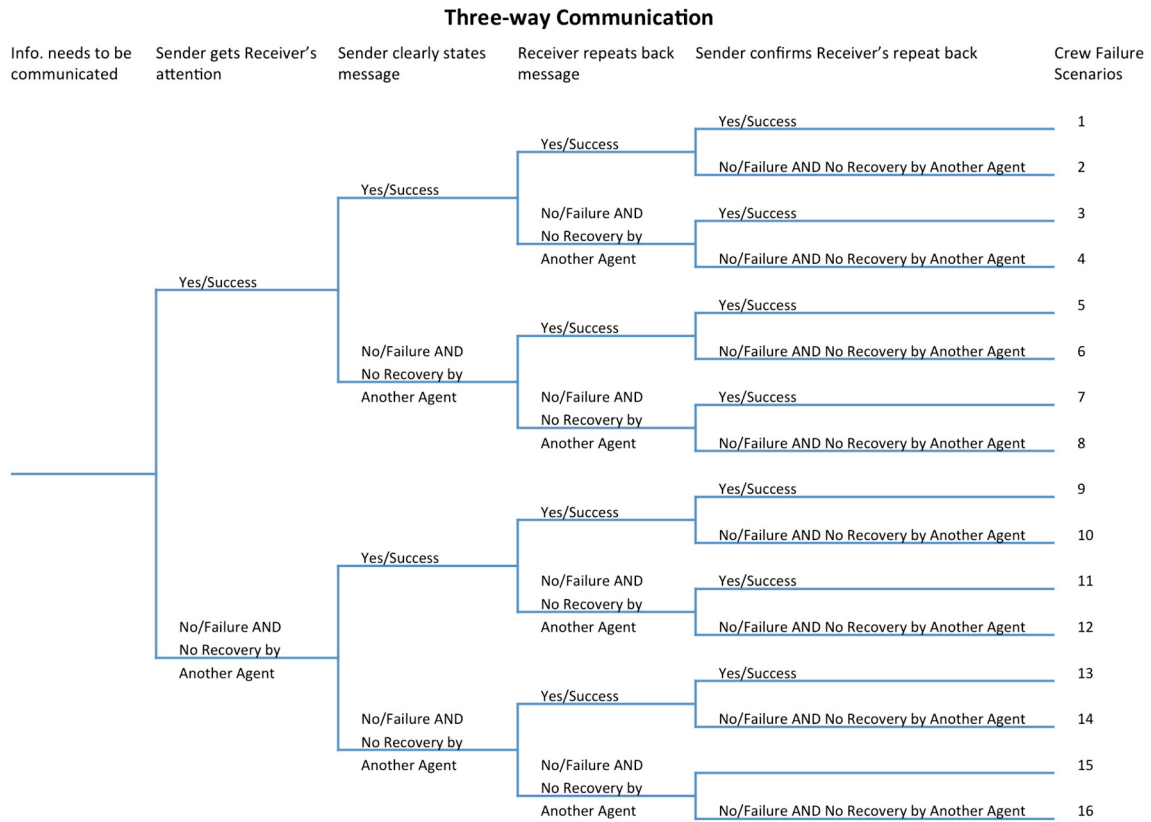 Three-way Communication
Info. needs to be
communicated
Sender gets Receiver's
attention
Sender clearly states
message
Receiver repeats back
message
Sender confirms Receiver's repeat back
Crew Failure
Scenarios
Yes/Success
1
Yes/Success
No/Failure AND No Recovery by Another Agent
2
Yes/Success
No/Failure AND
No Recovery by
Another Agent
Yes/Success
3
No/Failure AND No Recovery by Another Agent
4
Yes/Success
Yes/Success
5
Yes/Success
No/Failure AND No Recovery by Another Agent
6
No/Failure AND
No Recovery by
Another Agent
Yes/Success
7
No/Failure AND
No Recovery by
Another Agent
No/Failure AND No Recovery by Another Agent
8
Yes/Success
9
Yes/Success
No/Failure AND No Recovery by Another Agent
10
Yes/Success
No/Failure AND
No Recovery by
Another Agent
Yes/Success
11
No/Failure AND No Recovery by Another Agent
12
No/Failure AND
No Recovery by
Another Agent
Yes/Success
13
Yes/Success
No/Failure AND No Recovery by Another Agent
14
No/Failure AND
No Recovery by
Another Agent
15
No/Failure AND
No Recovery by
Another Agent
No/Failure AND No Recovery by Another Agent
16